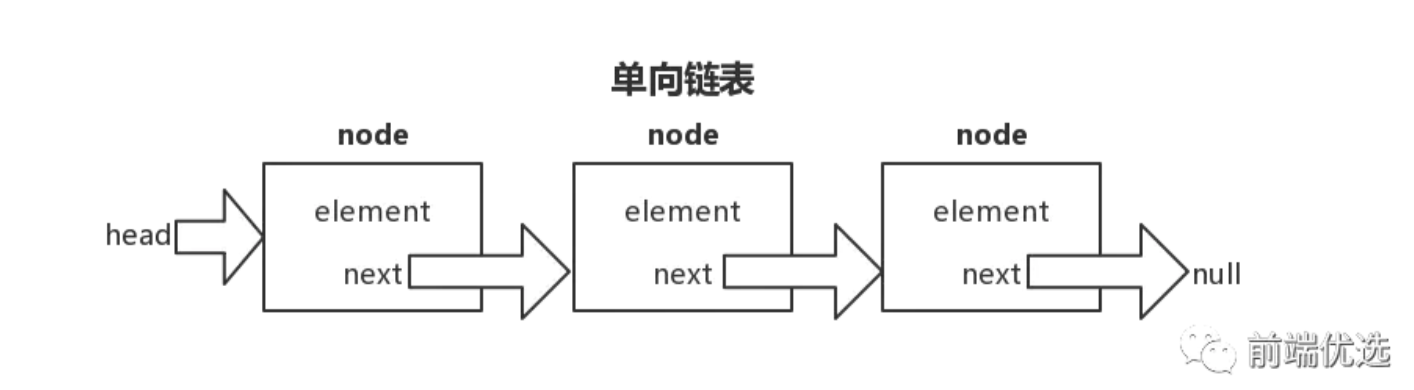 单向链表
node node node
element element element
head
next next next null
前端优选